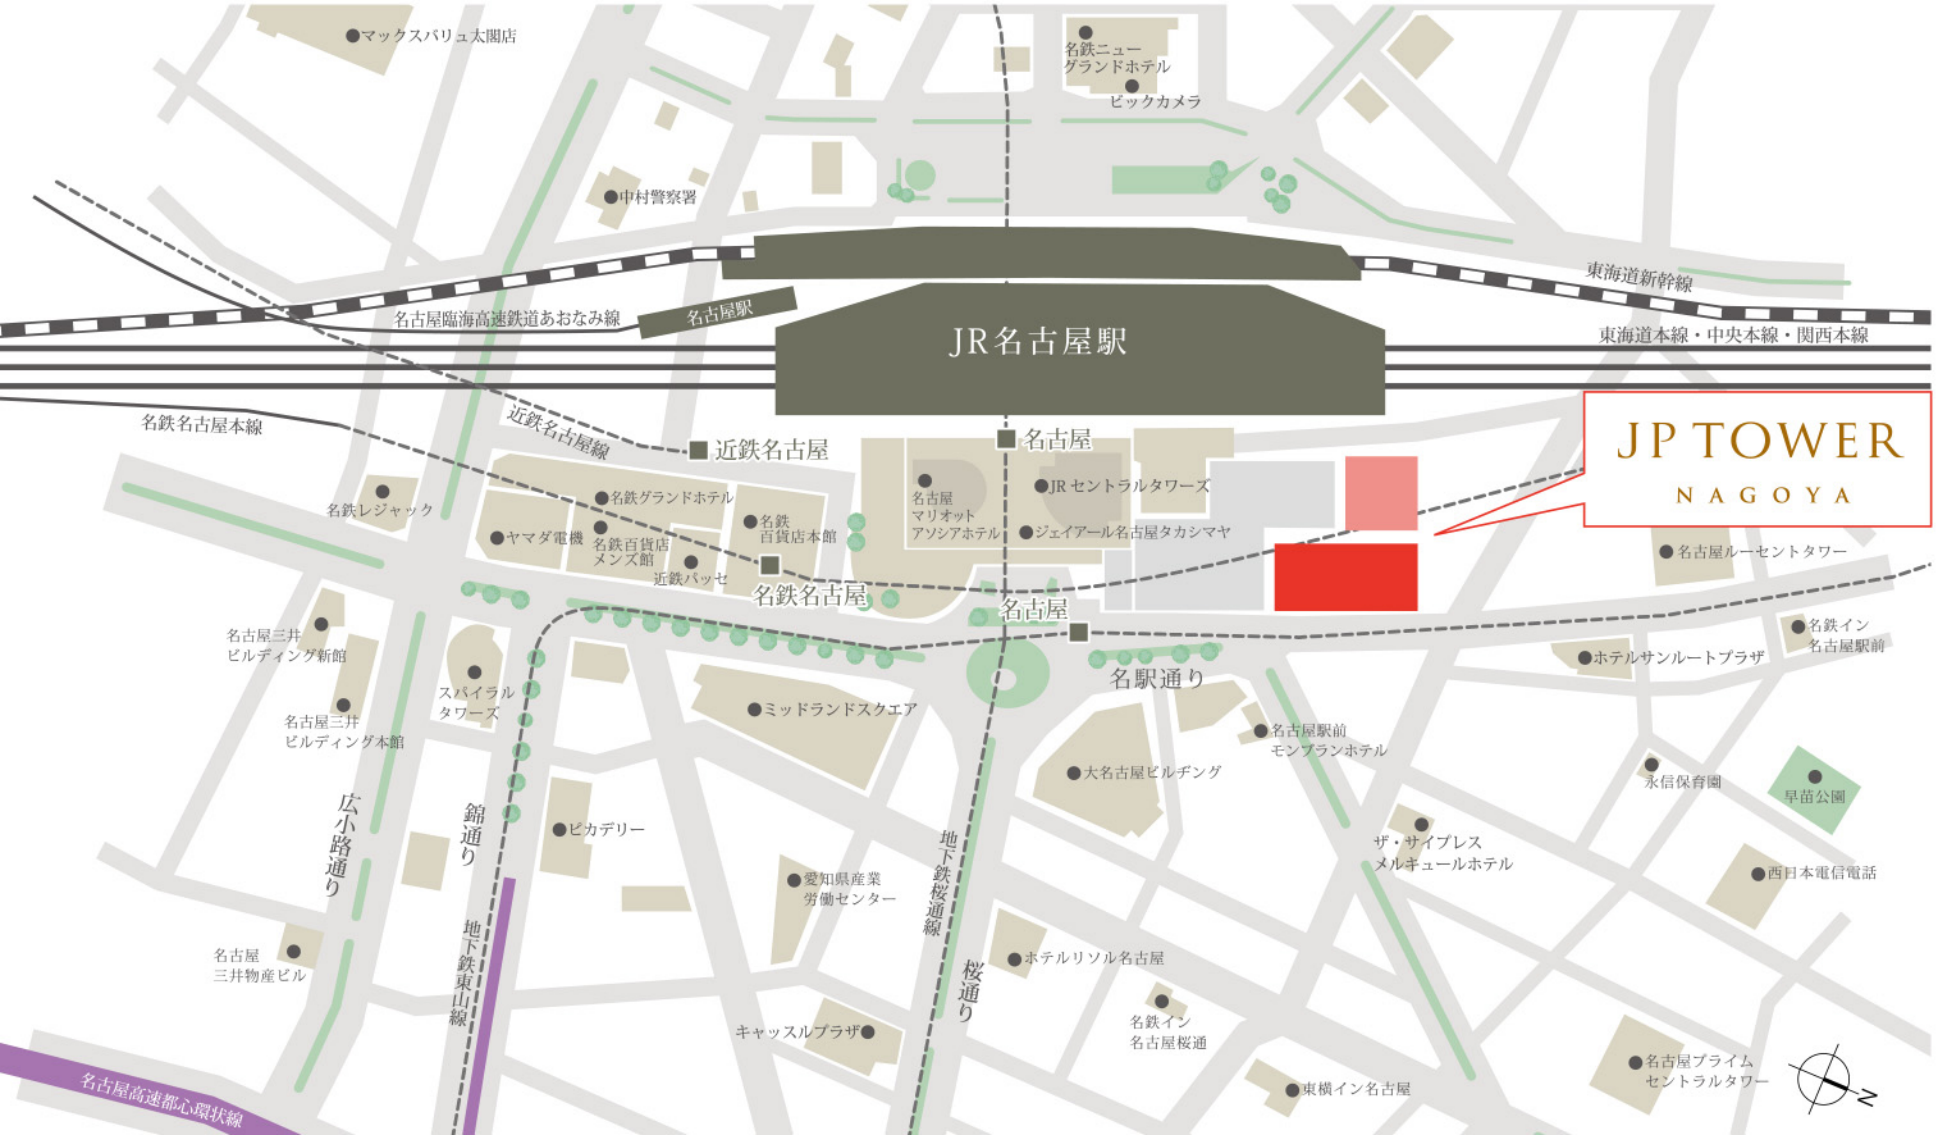 マックスバリュ太閤店
名鉄ニュー
グランドホテル
ビックカメラ
中村警察署
東海道新幹線
名古屋臨海高速鉄道あおなみ線
名古屋駅
JR名古屋駅
東海道本線・中央本線・関西本線
名鉄名古屋本線
近鉄名古屋線
近鉄名古屋
名古屋
JP TOWER
NAGOYA
名鉄レジャック
名鉄グランドホテル
ヤマダ電機
名鉄百貨店
メンズ館
近鉄パッセ
名鉄
百貨店本館
名鉄名古屋
名古屋
マリオット
アソシアホテル
JRセントラルタワーズ
ジェイアール名古屋タカシマヤ
名古屋
名古屋ルーセントタワー
名鉄イン
名古屋駅前
ホテルサンルートプラザ
名古屋三井
ビルディング新館
名古屋三井
ビルディング本館
スパイラル
タワーズ
ミッドランドスクエア
名駅通り
名古屋駅前
モンブランホテル
大名古屋ビルヂング
永信保育園
早苗公園
広小路通り
錦通り
ピカデリー
愛知県産業
労働センター
地下鉄桜通線
ザ・サイプレス
メルキュールホテル
西日本電信電話
名古屋
三井物産ビル
地下鉄東山線
キャッスルプラザ
桜通り
ホテルリソル名古屋
名鉄イン
名古屋桜通
東横イン名古屋
名古屋プライム
セントラルタワー
名古屋高速都心環状線
N